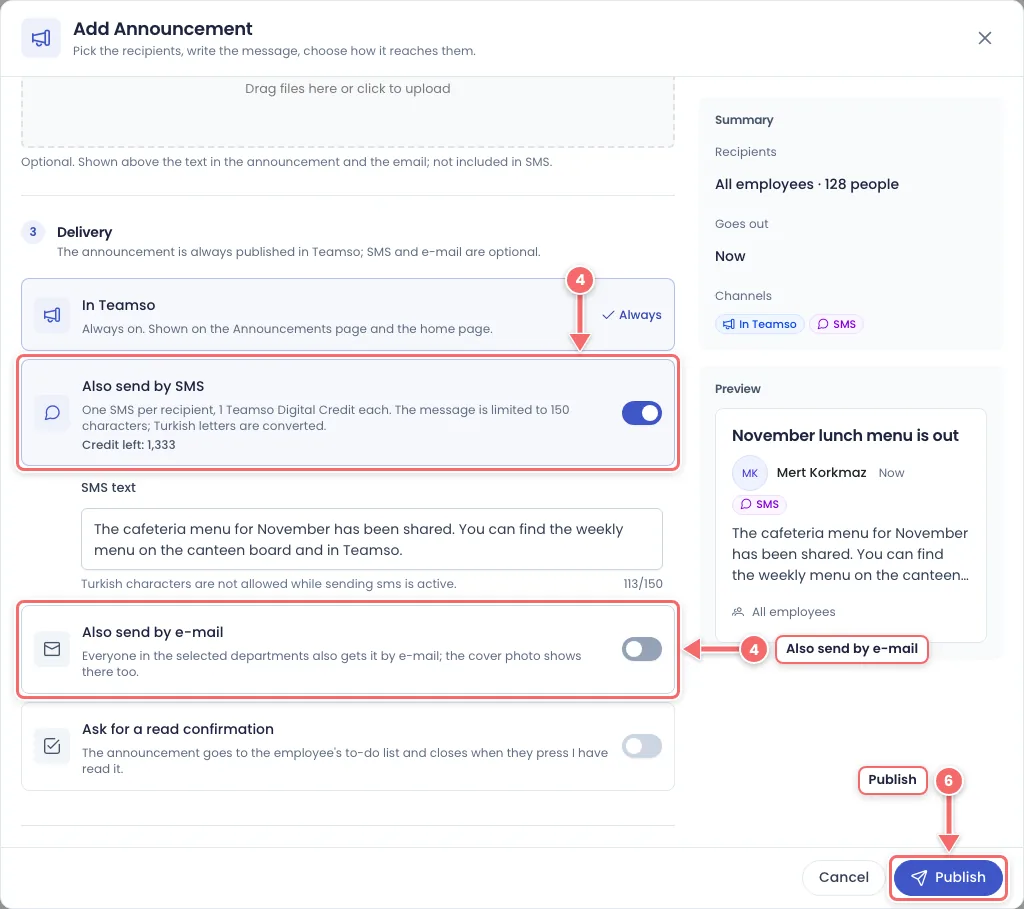 Add Announcement
Pick the recipients, write the message, choose how it reaches them.
Drag files here or click to upload
Optional. Shown above the text in the announcement and the email; not included in SMS.
3
Delivery
The announcement is always published in Teamso; SMS and e-mail are optional.
4
In Teamso
Always on. Shown on the Announcements page and the home page.
Always
Also send by SMS
One SMS per recipient, 1 Teamso Digital Credit each. The message is limited to 150
characters; Turkish letters are converted.
Credit left: 1,333
SMS text
The cafeteria menu for November has been shared. You can find the weekly
menu on the canteen board and in Teamso.
Turkish characters are not allowed while sending sms is active.
113/150
Also send by e-mail
Everyone in the selected departments also gets it by e-mail; the cover photo shows
there too.
4
Also send by e-mail
Ask for a read confirmation
The announcement goes to the employee's to-do list and closes when they press I have
read it.
Summary
Recipients
All employees · 128 people
Goes out
Now
Channels
In Teamso
SMS
Preview
November lunch menu is out
MK
Mert Korkmaz
Now
SMS
The cafeteria menu for November
has been shared. You can find
the weekly menu on the canteen...
All employees
Publish
6
Cancel
Publish